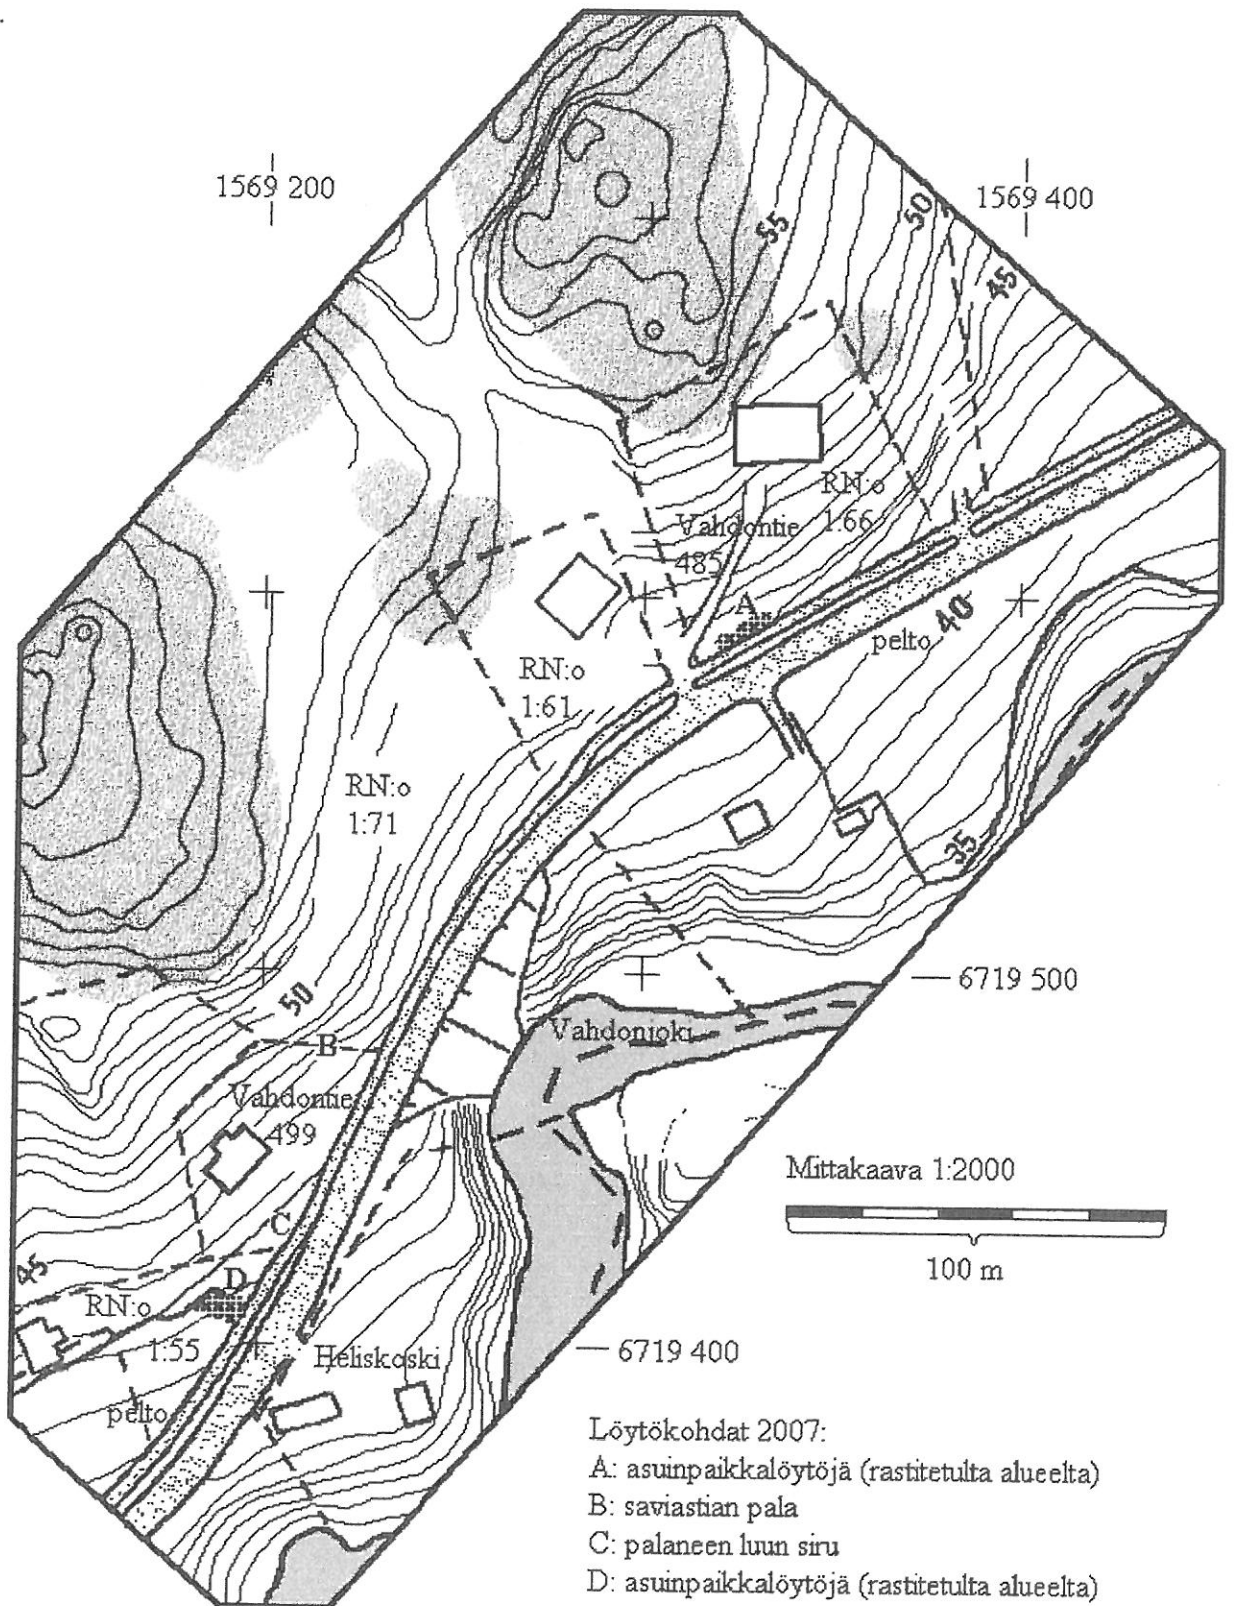 1569 200
1569 400
55
50
45
RN:o
1:66
Vahdontie
485
A
40
pelto
RN:o
1:61
RN:o
1:71
35
6719 500
50
B
Vahdonjoki
Vahdontie
499
Mittakaava 1:2000
100 m
C
45
D
RN:o
1:55
Heliskoski
6719 400
pelto
Löytökohdat 2007:
A: asuinpaikkalöytöjä (rastitetulta alueelta)
B: saviastian pala
C: palaneen luun siru
D: asuinpaikkalöytöjä (rastitetulta alueelta)